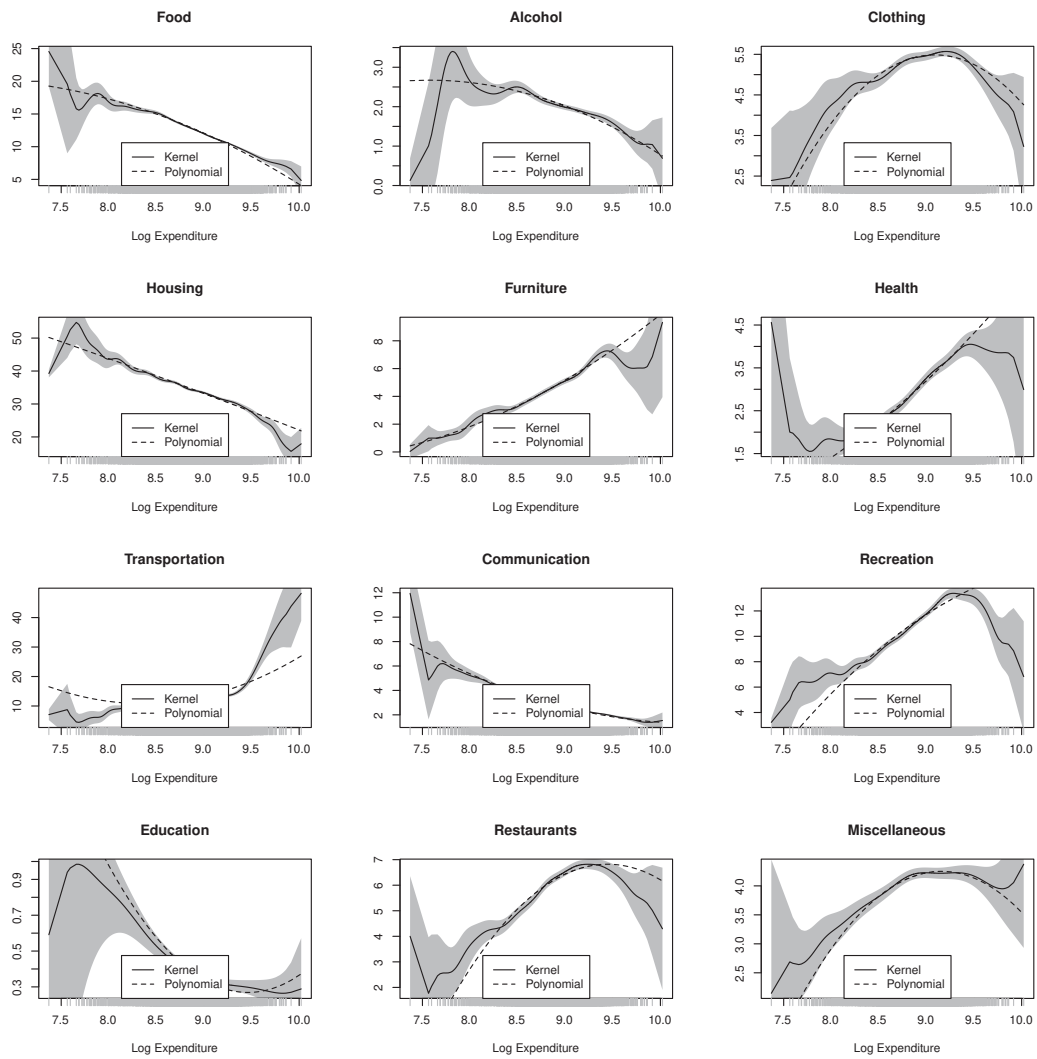 Food
25
20
15
10
5
Kernel
Polynomial
7.5 8.0 8.5 9.0 9.5 10.0
Log Expenditure
Alcohol
3.0
2.0
1.0
0.0
Kernel
Polynomial
7.5 8.0 8.5 9.0 9.5 10.0
Log Expenditure
Clothing
5.5
4.5
3.5
2.5
Kernel
Polynomial
7.5 8.0 8.5 9.0 9.5 10.0
Log Expenditure
Housing
50
40
30
20
Kernel
Polynomial
7.5 8.0 8.5 9.0 9.5 10.0
Log Expenditure
Furniture
8
6
4
2
0
Kernel
Polynomial
7.5 8.0 8.5 9.0 9.5 10.0
Log Expenditure
Health
4.5
3.5
2.5
1.5
Kernel
Polynomial
7.5 8.0 8.5 9.0 9.5 10.0
Log Expenditure
Transportation
40
30
20
10
Kernel
Polynomial
7.5 8.0 8.5 9.0 9.5 10.0
Log Expenditure
Communication
12
10
8
6
4
2
Kernel
Polynomial
7.5 8.0 8.5 9.0 9.5 10.0
Log Expenditure
Recreation
12
10
8
6
4
Kernel
Polynomial
7.5 8.0 8.5 9.0 9.5 10.0
Log Expenditure
Education
0.9
0.7
0.5
0.3
Kernel
Polynomial
7.5 8.0 8.5 9.0 9.5 10.0
Log Expenditure
Restaurants
7
6
5
4
3
2
Kernel
Polynomial
7.5 8.0 8.5 9.0 9.5 10.0
Log Expenditure
Miscellaneous
4.0
3.5
3.0
2.5
Kernel
Polynomial
7.5 8.0 8.5 9.0 9.5 10.0
Log Expenditure